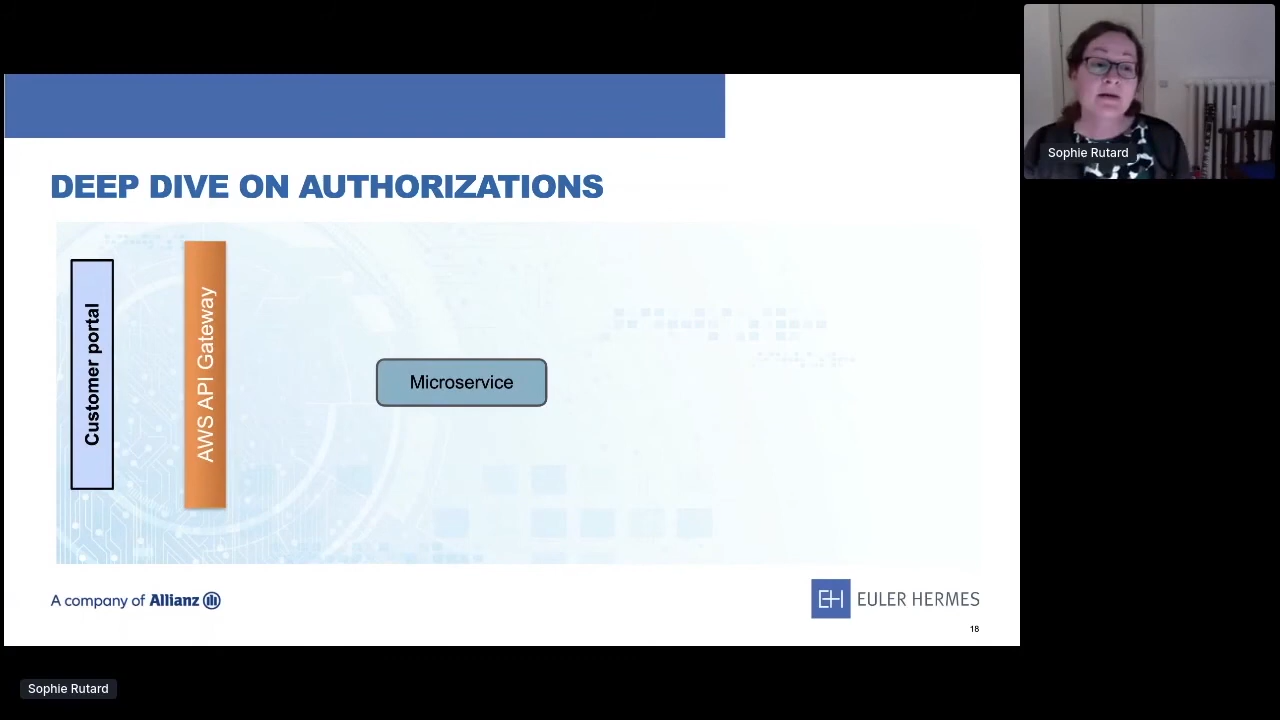 Sophie Rutard
DEEP DIVE ON AUTHORIZATIONS
Customer portal
AWS API Gateway
Microservice
A company of Allianz
EH EULER HERMES
18
Sophie Rutard